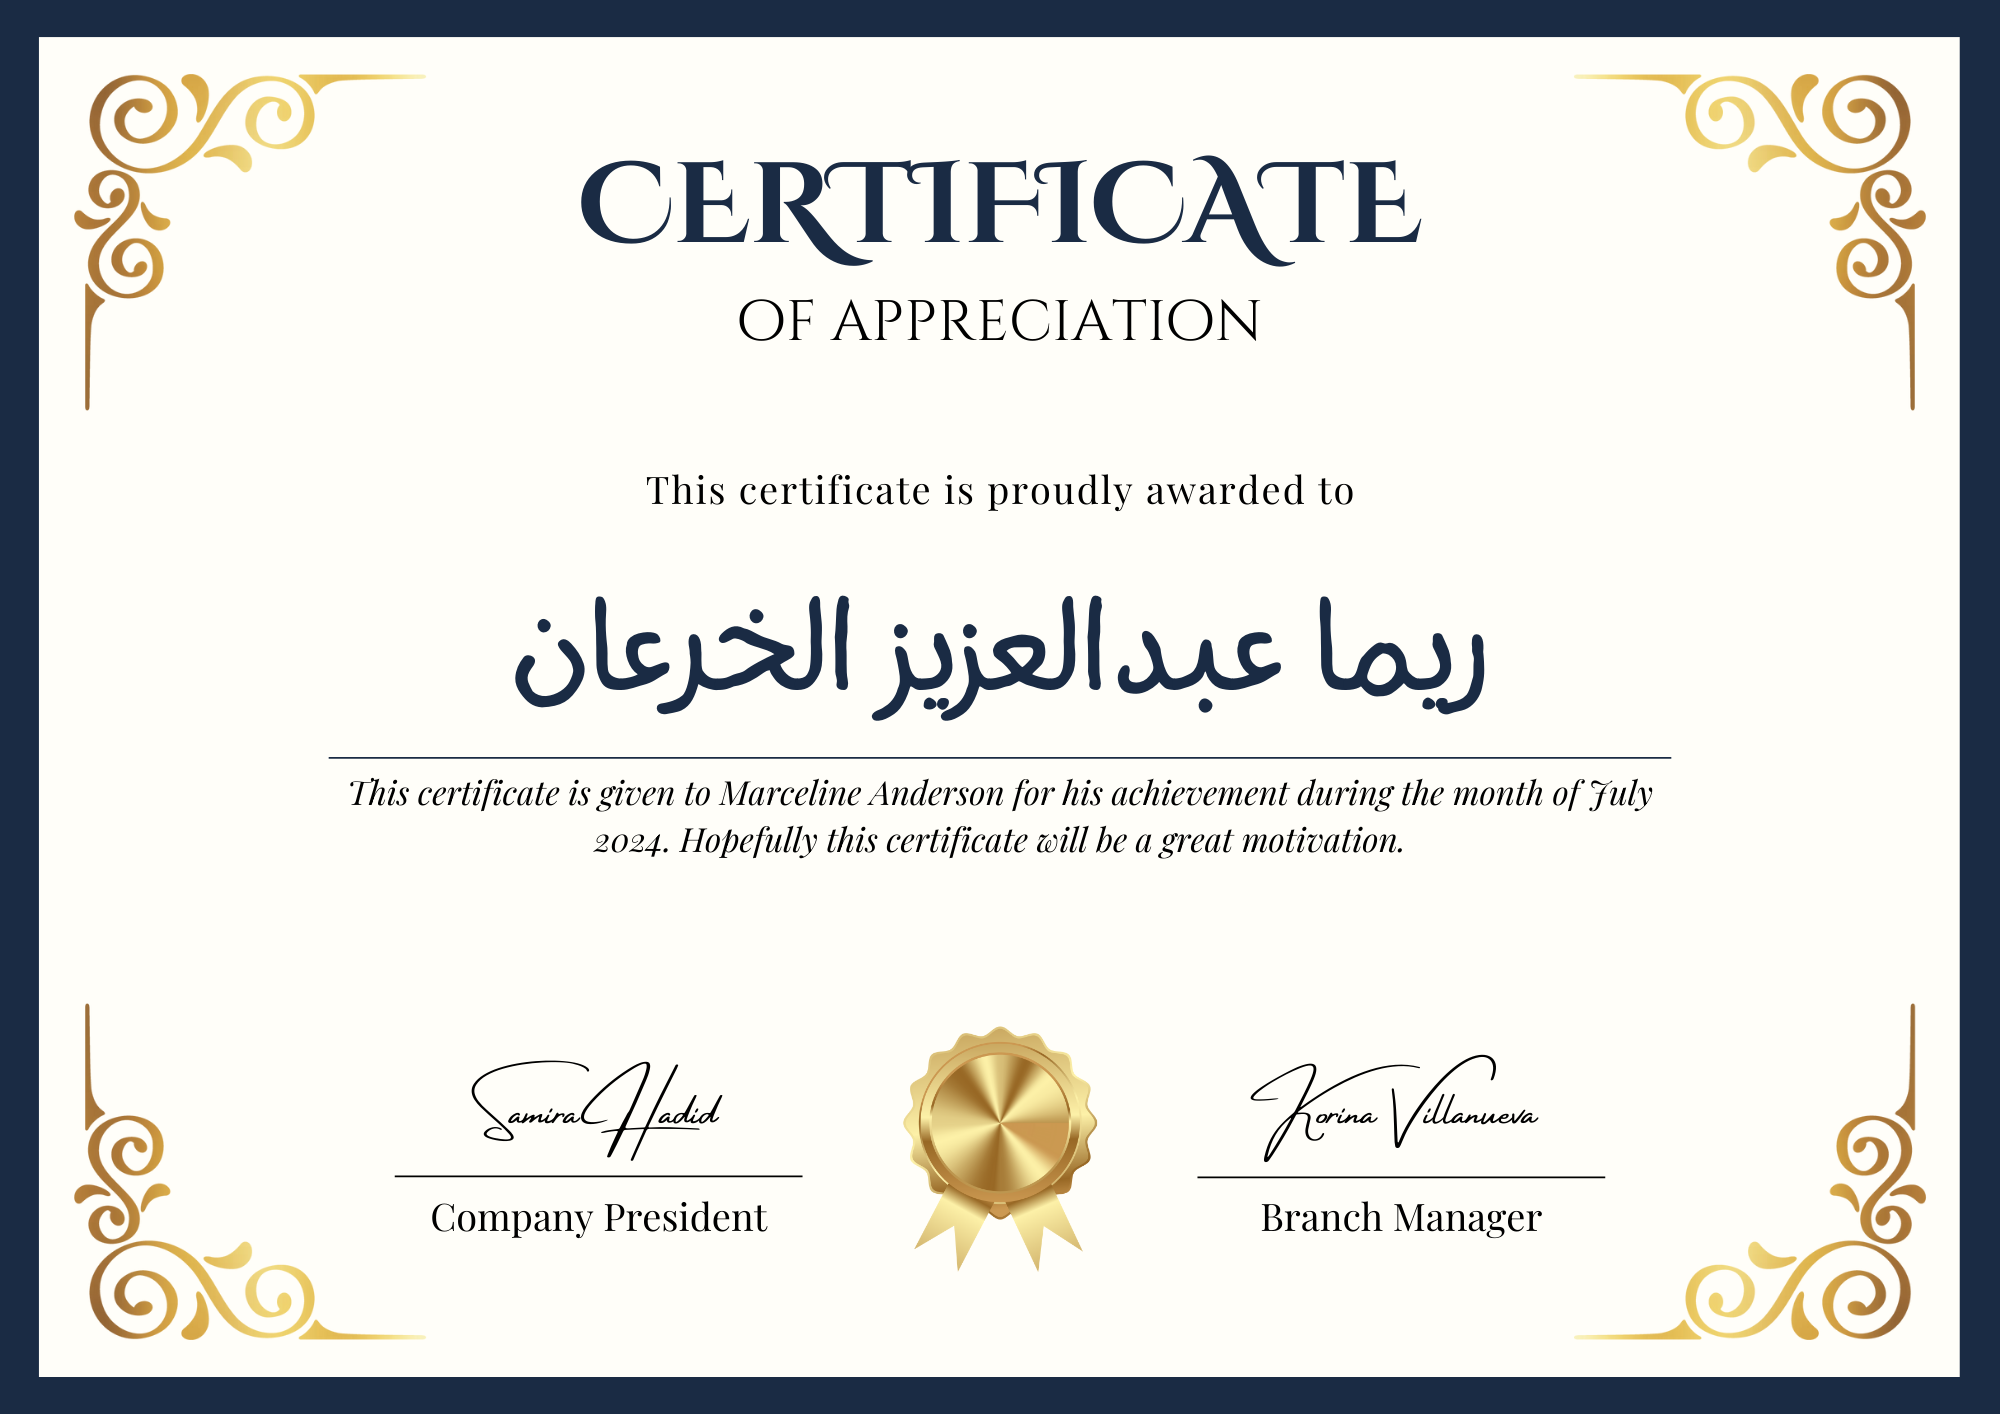 CERTIFICATE
OF APPRECIATION
This certificate is proudly awarded to
ريما عبدالعزيز الخرعان
This certificate is given to Marceline Anderson for his achievement during the month of July
2024. Hopefully this certificate will be a great motivation.
Samira Hadid
Korina Villanueva
Company President
Branch Manager